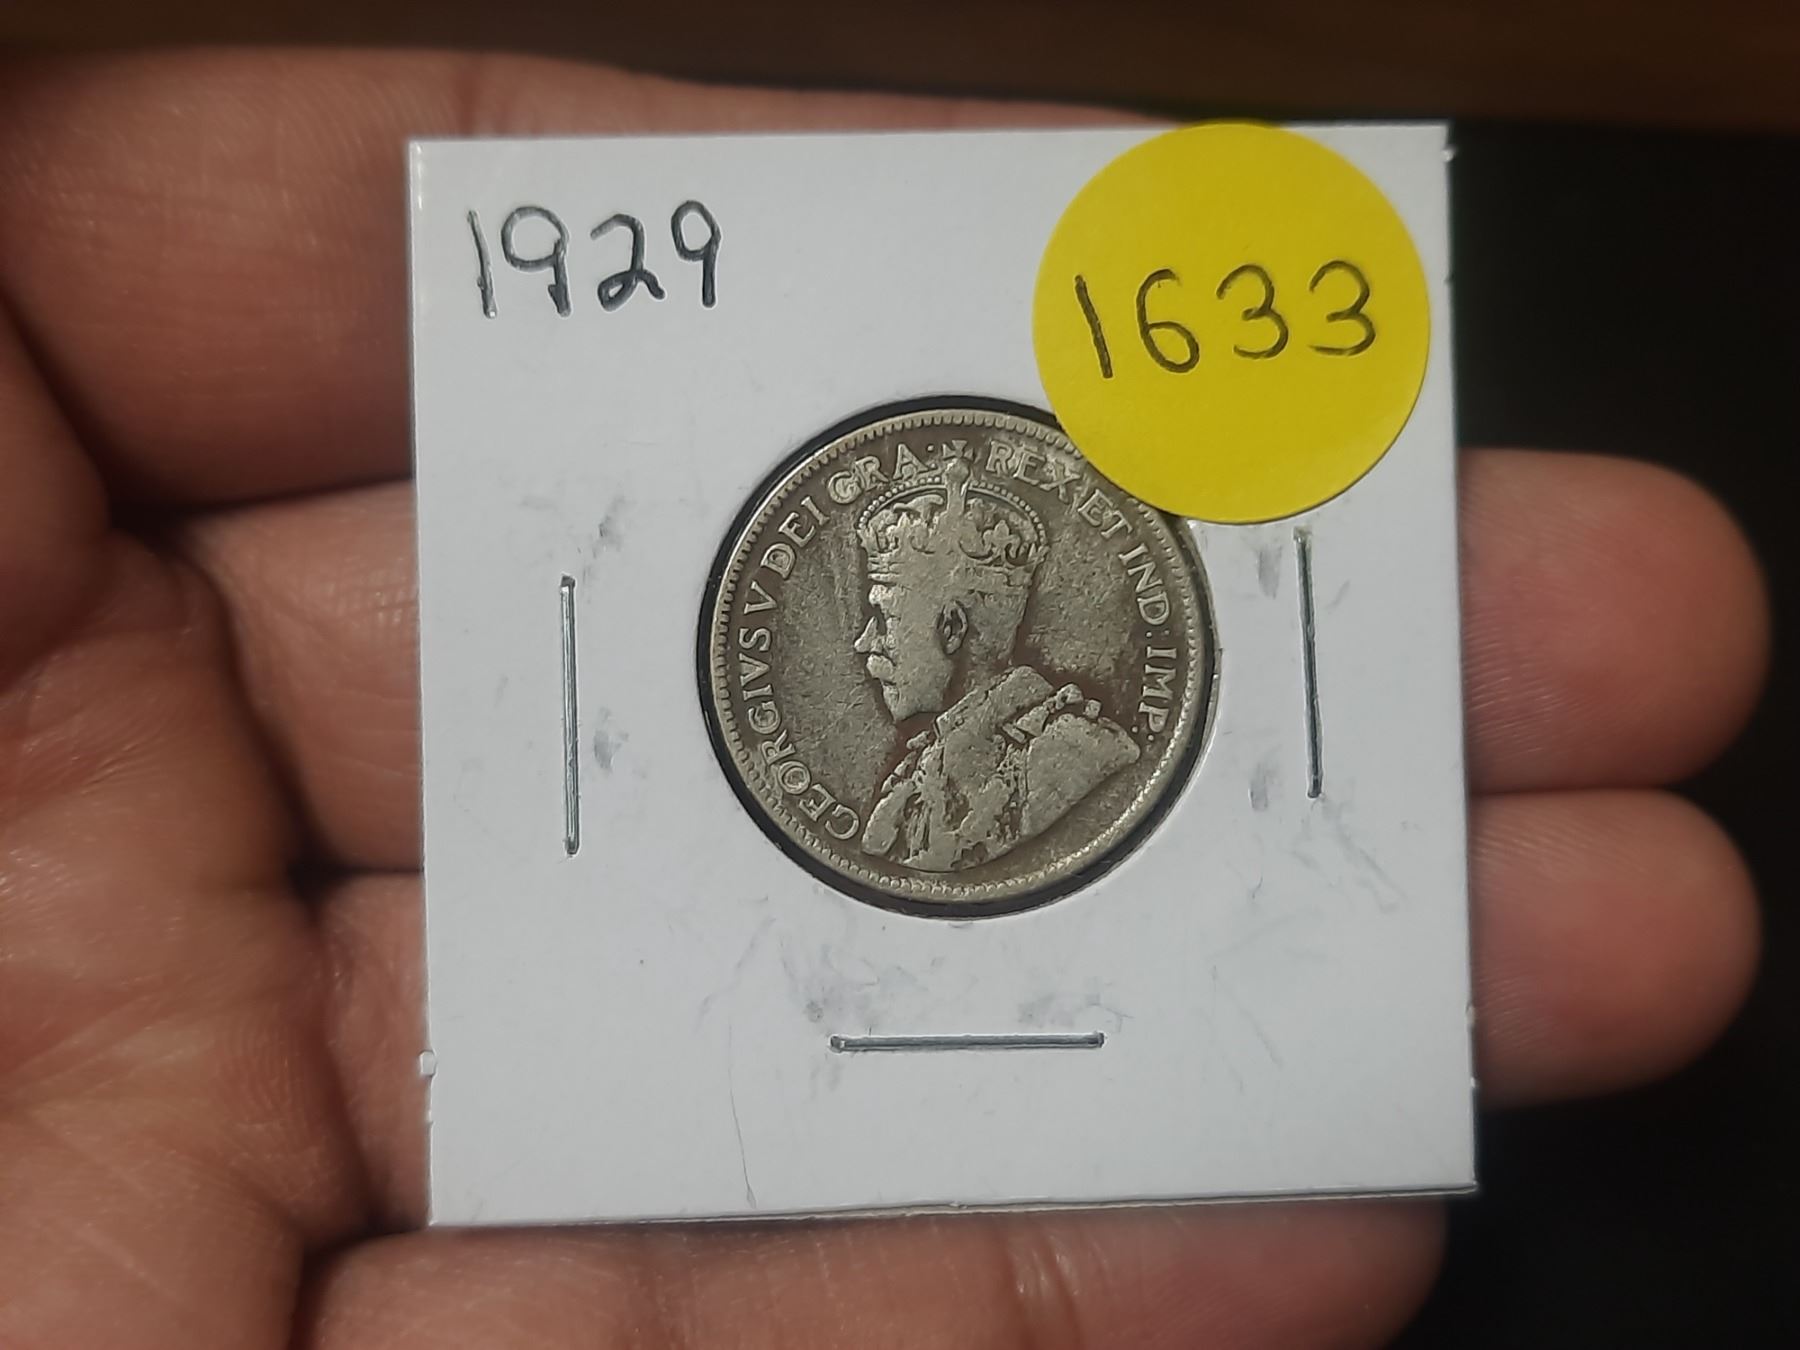 1929
1633
GEORGIVS V DEI GRA: REX ET IND: IMP: